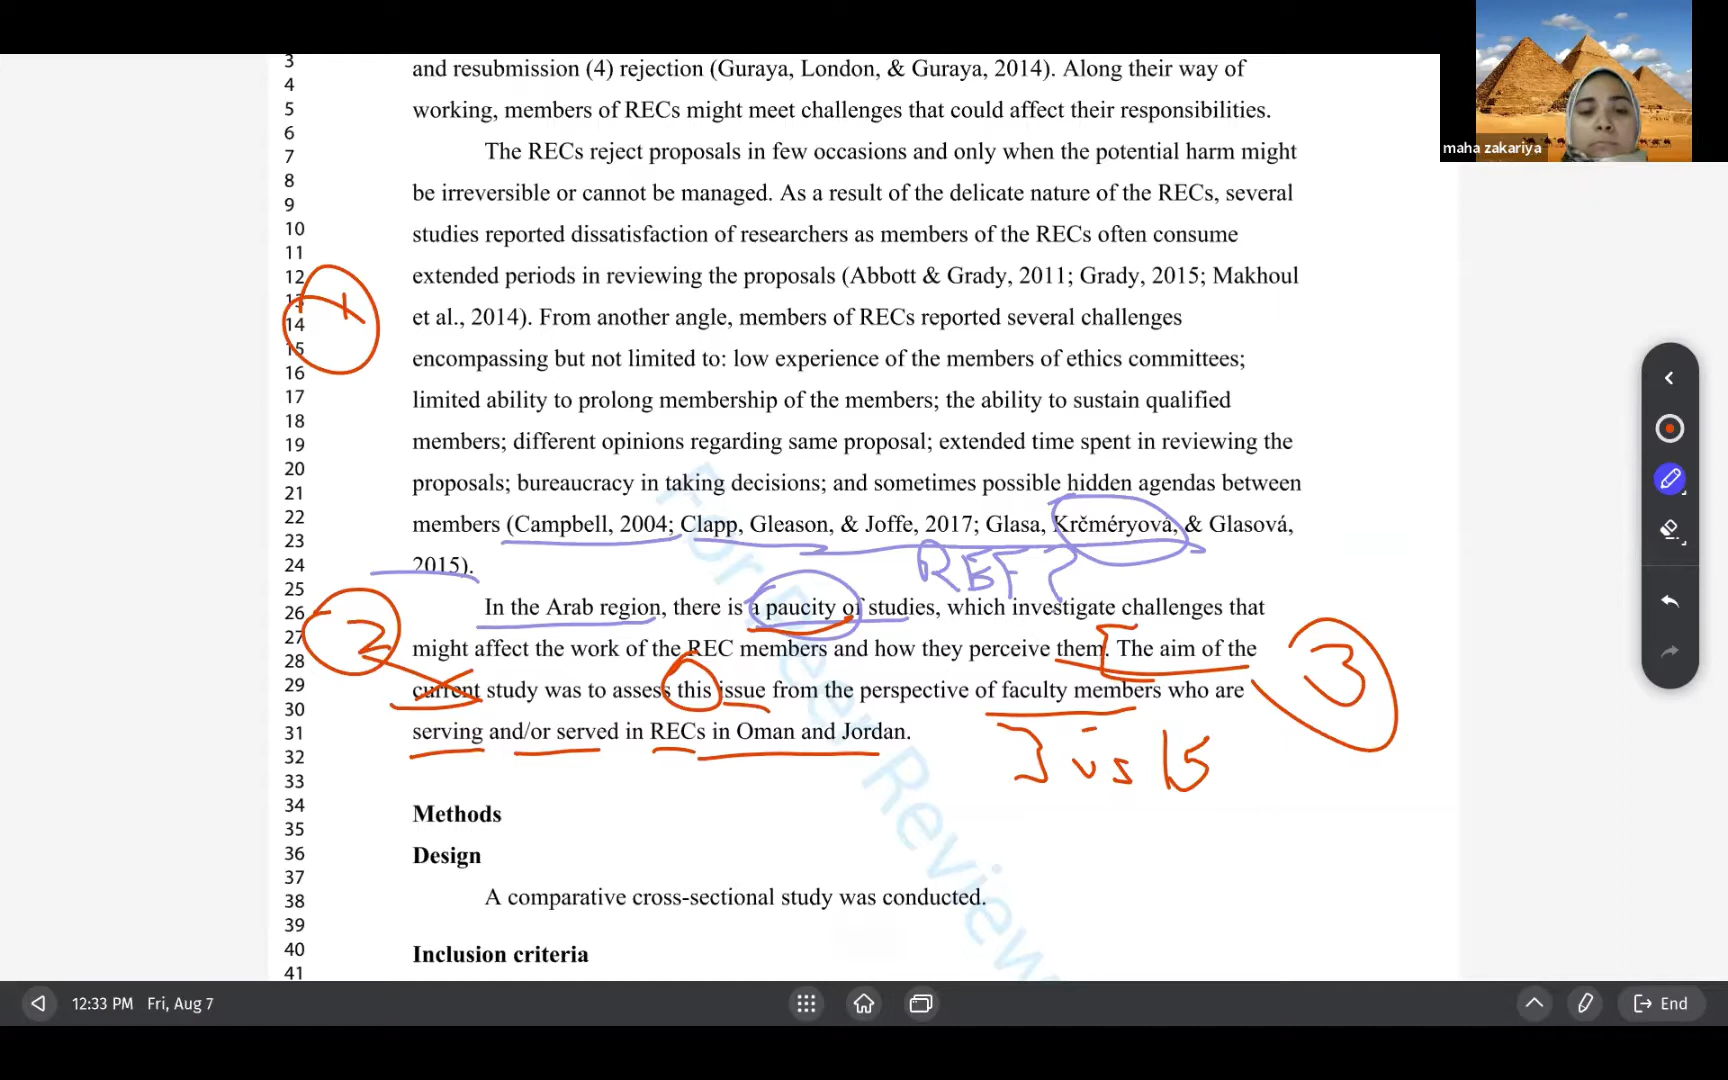 maha zakariya
3
4
5
6
7
8
9
10
11
12
13
14
15
16
17
18
19
20
21
22
23
24
25
26
27
28
29
30
31
32
33
34
35
36
37
38
39
40
41
and resubmission (4) rejection (Guraya, London, & Guraya, 2014). Along their way of
working, members of RECs might meet challenges that could affect their responsibilities.
The RECs reject proposals in few occasions and only when the potential harm might
be irreversible or cannot be managed. As a result of the delicate nature of the RECs, several
studies reported dissatisfaction of researchers as members of the RECs often consume
extended periods in reviewing the proposals (Abbott & Grady, 2011; Grady, 2015; Makhoul
et al., 2014). From another angle, members of RECs reported several challenges
encompassing but not limited to: low experience of the members of ethics committees;
limited ability to prolong membership of the members; the ability to sustain qualified
members; different opinions regarding same proposal; extended time spent in reviewing the
proposals; bureaucracy in taking decisions; and sometimes possible hidden agendas between
members (Campbell, 2004; Clapp, Gleason, & Joffe, 2017; Glasa, Krčméryová, & Glasová,
2015).
REF?
In the Arab region, there is a paucity of studies, which investigate challenges that
might affect the work of the REC members and how they perceive them. The aim of the
current study was to assess this issue from the perspective of faculty members who are
serving and/or served in RECs in Oman and Jordan.
2
3
For Peer Review
Methods
Design
A comparative cross-sectional study was conducted.
Inclusion criteria
12:33 PM Fri, Aug 7
End